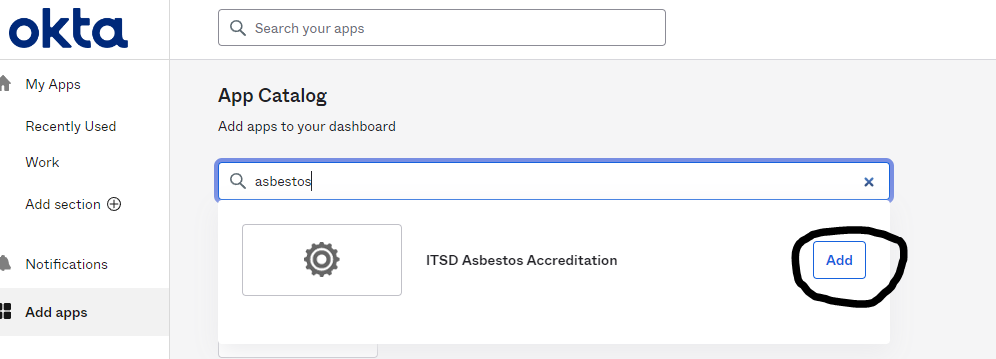 okta
Search your apps
My Apps
Recently Used
Work
Add section
Notifications
Add apps
App Catalog
Add apps to your dashboard
asbestos
ITSD Asbestos Accreditation
Add